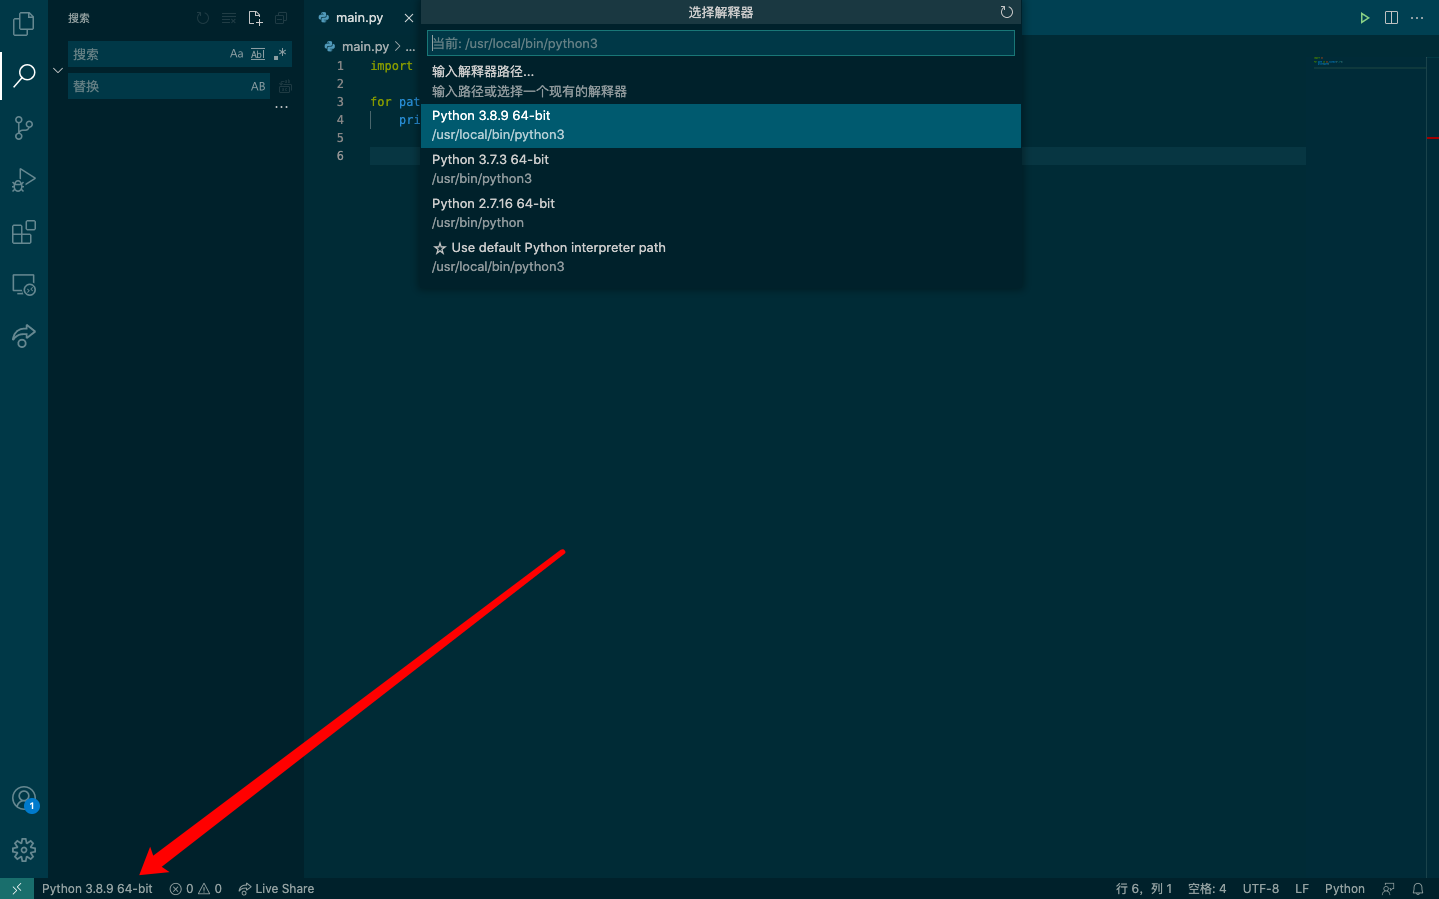 搜索
main.py
选择解释器
搜索
Aa
Abl
.*
替换
AB
main.py > ...
当前: /usr/local/bin/python3
输入解释器路径...
输入路径或选择一个现有的解释器
Python 3.8.9 64-bit
/usr/local/bin/python3
Python 3.7.3 64-bit
/usr/bin/python3
Python 2.7.16 64-bit
/usr/bin/python
☆ Use default Python interpreter path
/usr/local/bin/python3
1 import
2
3 for pat
4 pri
5
6
1
Python 3.8.9 64-bit
0
0
Live Share
行 6，列 1
空格: 4
UTF-8
LF
Python